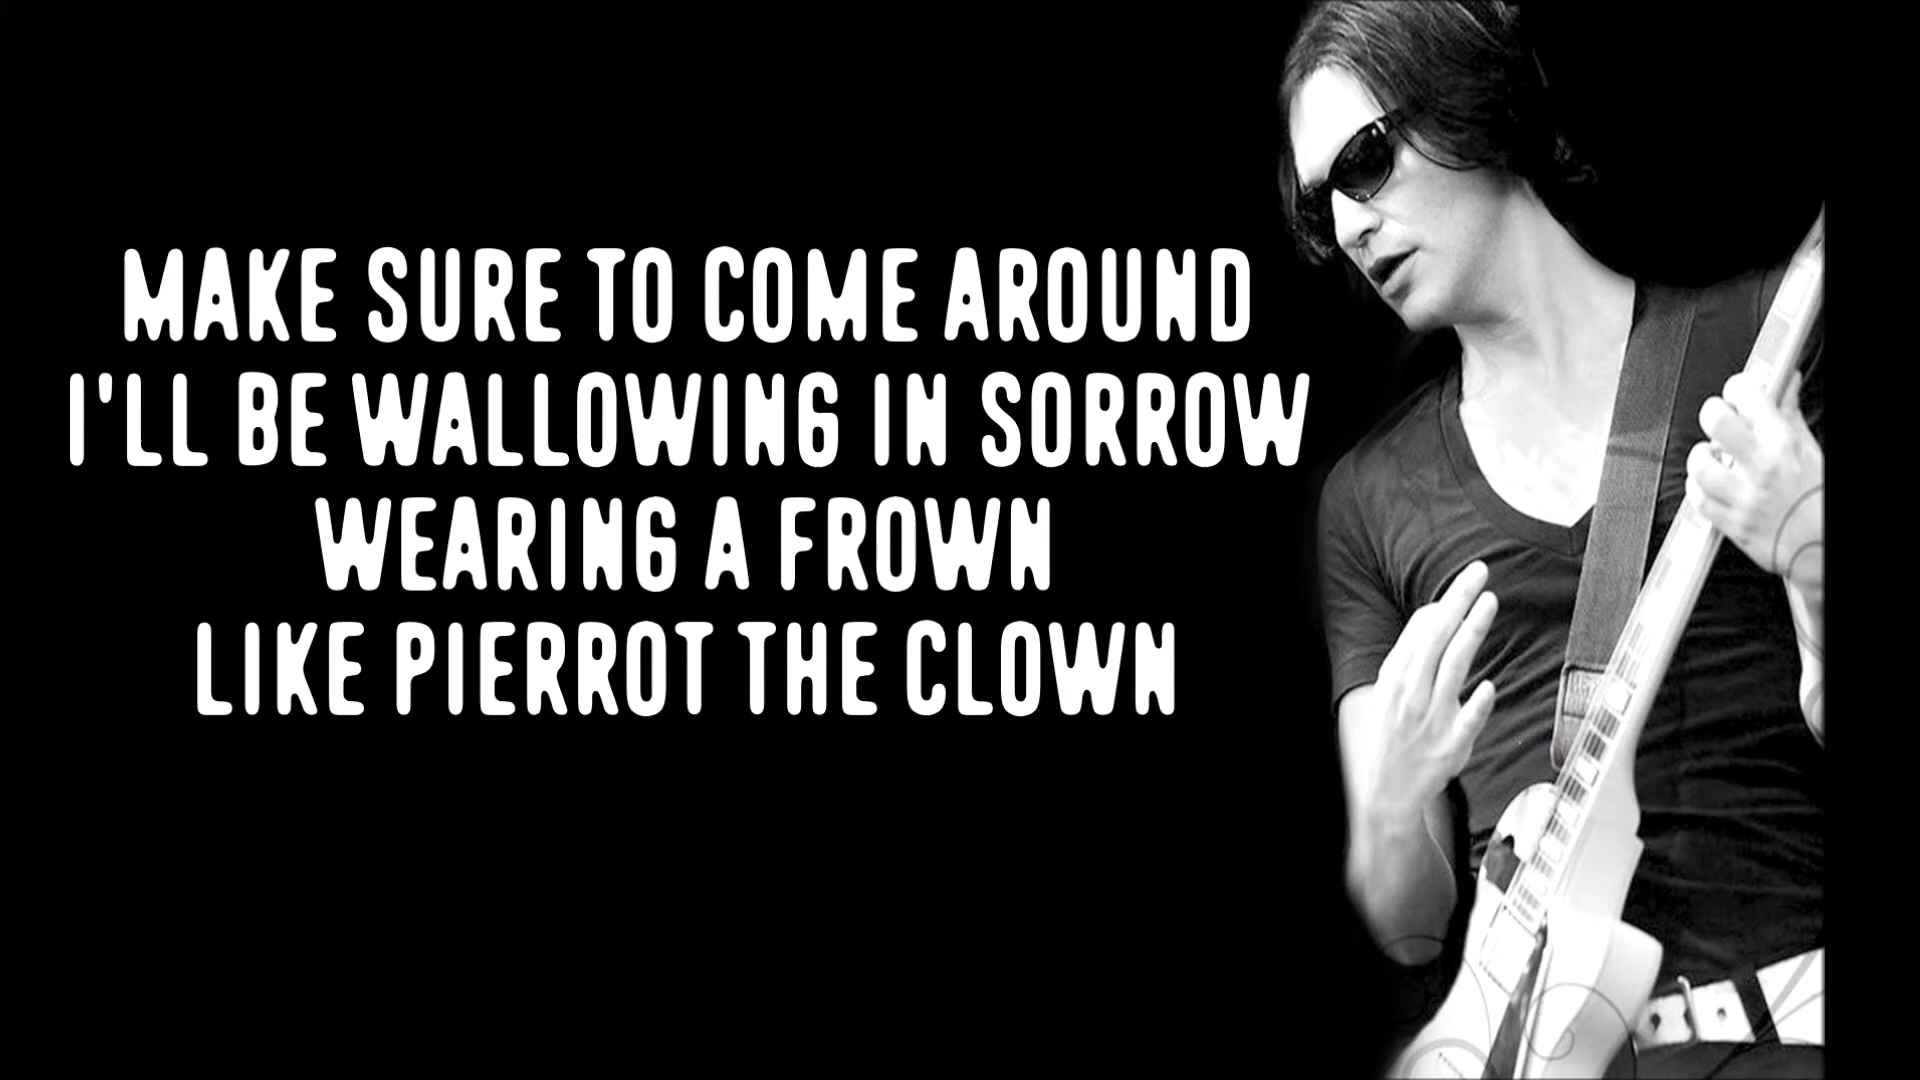 MAKE SURE TO COME AROUND
I'LL BE WALLOWING IN SORROW
WEARING A FROWN
LIKE PIERROT THE CLOWN